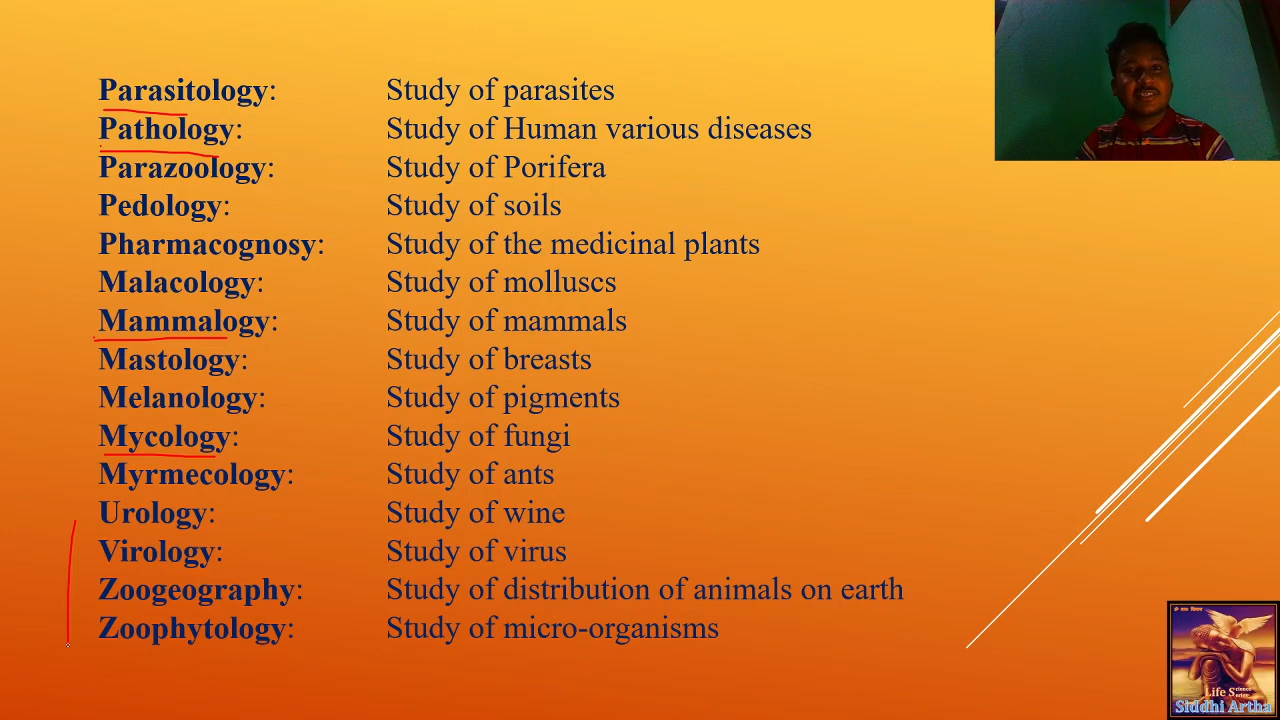 Parasitology: Study of parasites
Pathology: Study of Human various diseases
Parazoology: Study of Porifera
Pedology: Study of soils
Pharmacognosy: Study of the medicinal plants
Malacology: Study of molluscs
Mammalogy: Study of mammals
Mastology: Study of breasts
Melanology: Study of pigments
Mycology: Study of fungi
Myrmecology: Study of ants
Urology: Study of wine
Virology: Study of virus
Zoogeography: Study of distribution of animals on earth
Zoophytology: Study of micro-organisms
Life Science
Siddhi Artha